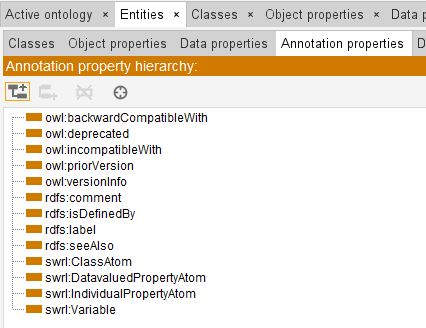 Active ontology × Entities × Classes × Object properties × Data p
Classes Object properties Data properties Annotation properties D
Annotation property hierarchy:
owl:backwardCompatibleWith
owl:deprecated
owl:incompatibleWith
owl:priorVersion
owl:versionInfo
rdfs:comment
rdfs:isDefinedBy
rdfs:label
rdfs:seeAlso
swrl:ClassAtom
swrl:DatavaluedPropertyAtom
swrl:IndividualPropertyAtom
swrl:Variable